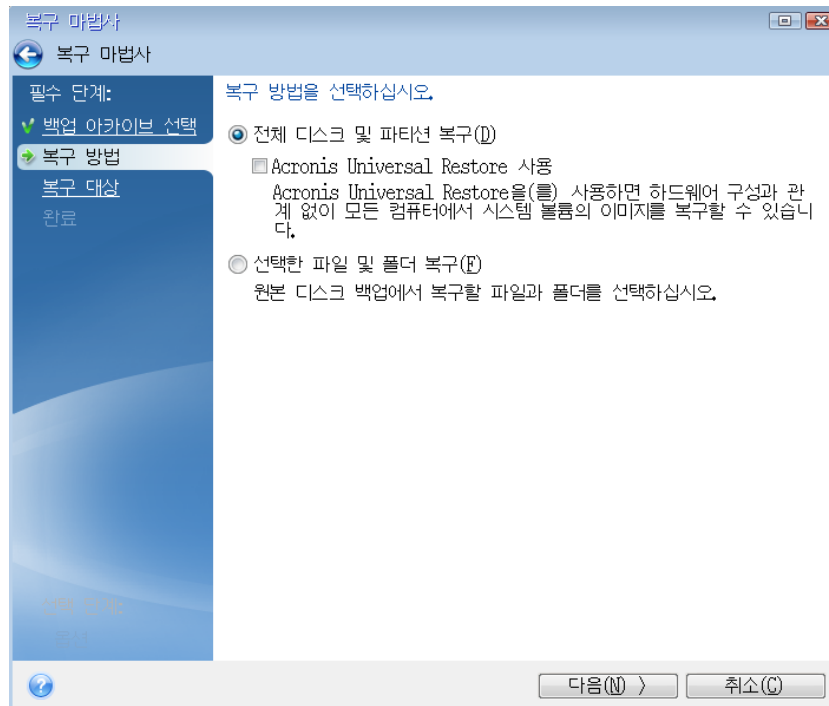 복구 마법사
복구 마법사
필수 단계:
백업 아카이브 선택
복구 방법
복구 대상
완료
복구 방법을 선택하십시오.
전체 디스크 및 파티션 복구(D)
Acronis Universal Restore 사용
Acronis Universal Restore을(를) 사용하면 하드웨어 구성과 관
계 없이 모든 컴퓨터에서 시스템 볼륨의 이미지를 복구할 수 있습니
다.
선택한 파일 및 폴더 복구(F)
원본 디스크 백업에서 복구할 파일과 폴더를 선택하십시오.
선택 단계:
옵션
다음(N) 〉
취소(C)